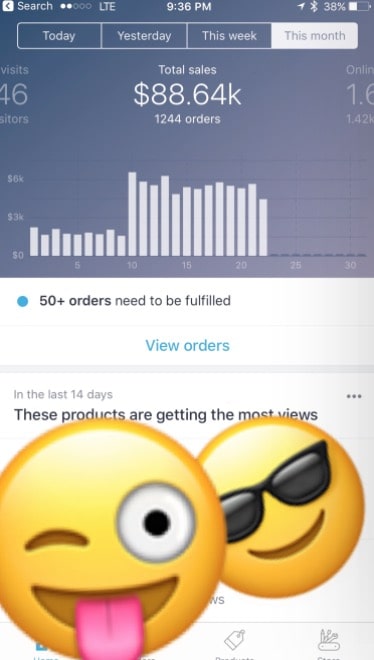 Search LTE 9:36 PM 38%
Today Yesterday This week This month
visits Total sales Onlin
46 $88.64k 1.6
sitors 1244 orders 1.42k
$6k
$3k
$0
5 10 15 20 25 30
50+ orders need to be fulfilled
View orders
In the last 14 days
These products are getting the most views
ws
Home Products Store